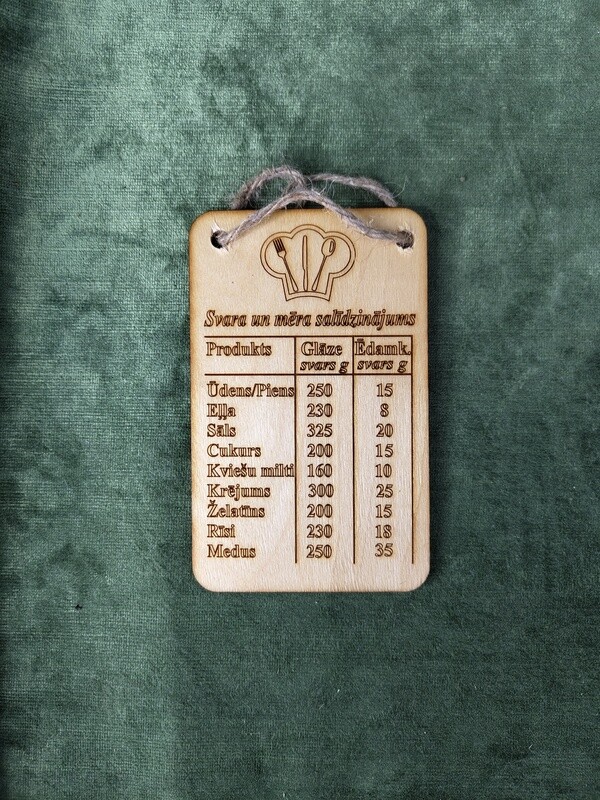 Svara un mēra salīdzinājums
Produkts Glāze Ēdamk.
svars g svars g
Ūdens/Piens 250 15
Eļļa 230 8
Sāls 325 20
Cukurs 200 15
Kviešu milti 160 10
Krējums 300 25
Želatīns 200 15
Rīsi 230 18
Medus 250 35